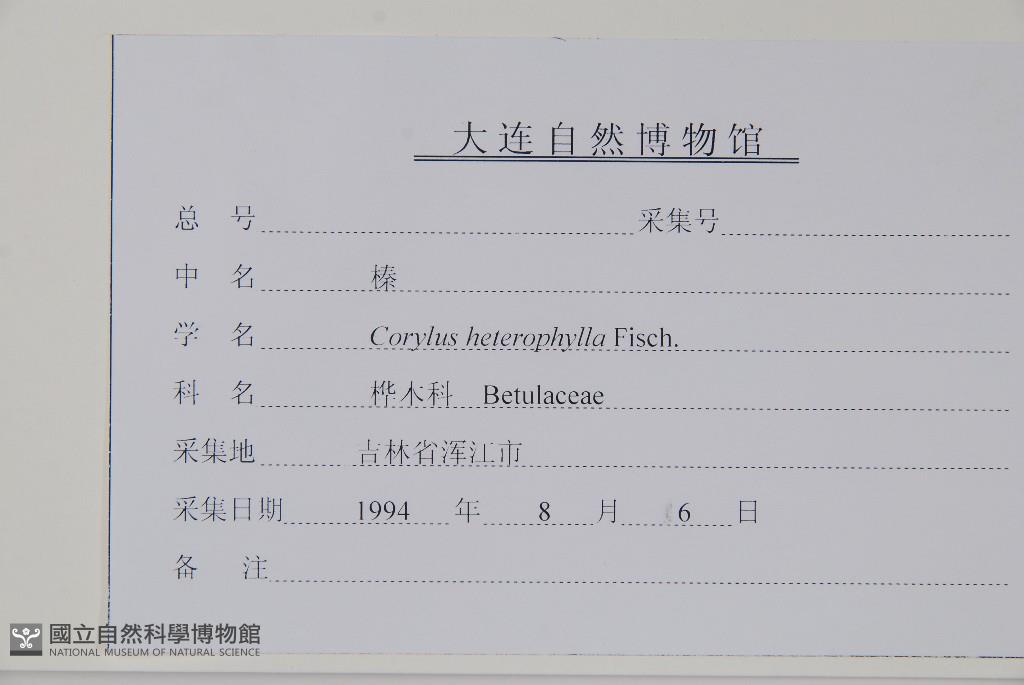 大连自然博物馆
总 号 采集号
中 名 榛
学 名 Corylus heterophylla Fisch.
科 名 桦木科 Betulaceae
采集地 吉林省浑江市
采集日期 1994 年 8 月 6 日
备 注
國立自然科學博物館
NATIONAL MUSEUM OF NATURAL SCIENCE